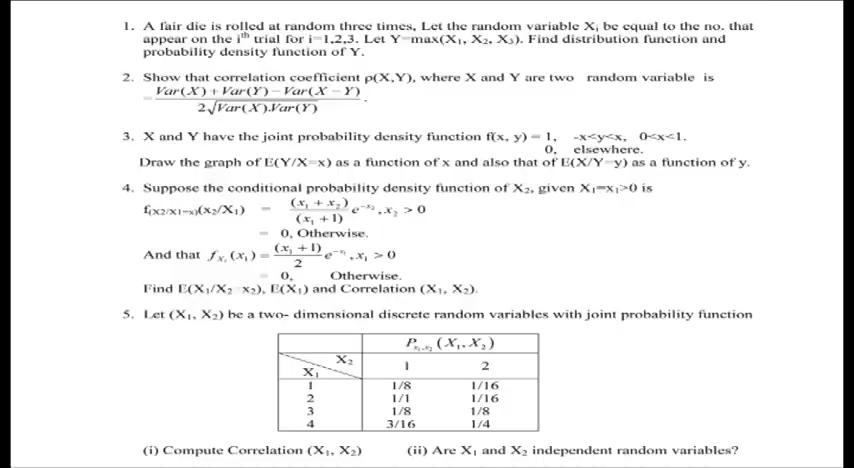 1. A fair die is rolled at random three times, Let the random variable Xi be equal to the no. that
appear on the ith trial for i=1,2,3. Let Y=max(X1, X2, X3). Find distribution function and
probability density function of Y.
2. Show that correlation coefficient ρ(X,Y), where X and Y are two random variable is
= Var(X) + Var(Y) − Var(X − Y) / 2√Var(X).Var(Y) .
3. X and Y have the joint probability density function f(x, y) = 1, -x<y<x, 0<x<1.
0, elsewhere.
Draw the graph of E(Y/X=x) as a function of x and also that of E(X/Y=y) as a function of y.
4. Suppose the conditional probability density function of X2, given X1=x1>0 is
f(X2/X1=x)(x2/X1) = (x1 + x2) / (x1 + 1) e^−x2 , x2 > 0
= 0, Otherwise.
And that fX1(x1) = (x1 + 1) / 2 e^−x1 , x1 > 0
= 0, Otherwise.
Find E(X1/X2=x2), E(X1) and Correlation (X1, X2).
5. Let (X1, X2) be a two- dimensional discrete random variables with joint probability function
Px1,x2 (X1, X2)
X2
X1 1 2
1 1/8 1/16
2 1/1 1/16
3 1/8 1/8
4 3/16 1/4
(i) Compute Correlation (X1, X2) (ii) Are X1 and X2 independent random variables?